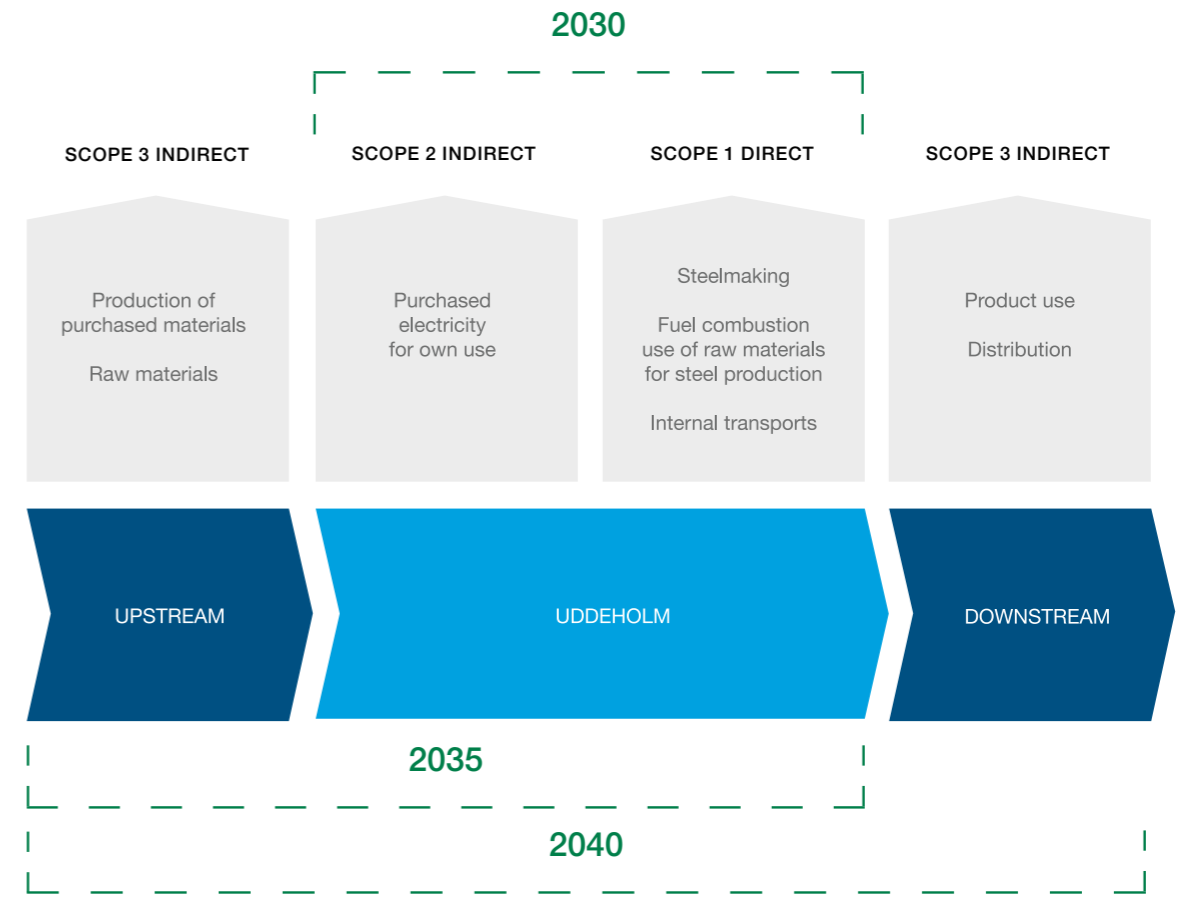 2030
SCOPE 3 INDIRECT
SCOPE 2 INDIRECT
SCOPE 1 DIRECT
SCOPE 3 INDIRECT
Production of
purchased materials
Raw materials
Purchased
electricity
for own use
Steelmaking
Fuel combustion
use of raw materials
for steel production
Internal transports
Product use
Distribution
UPSTREAM
UDDEHOLM
DOWNSTREAM
2035
2040